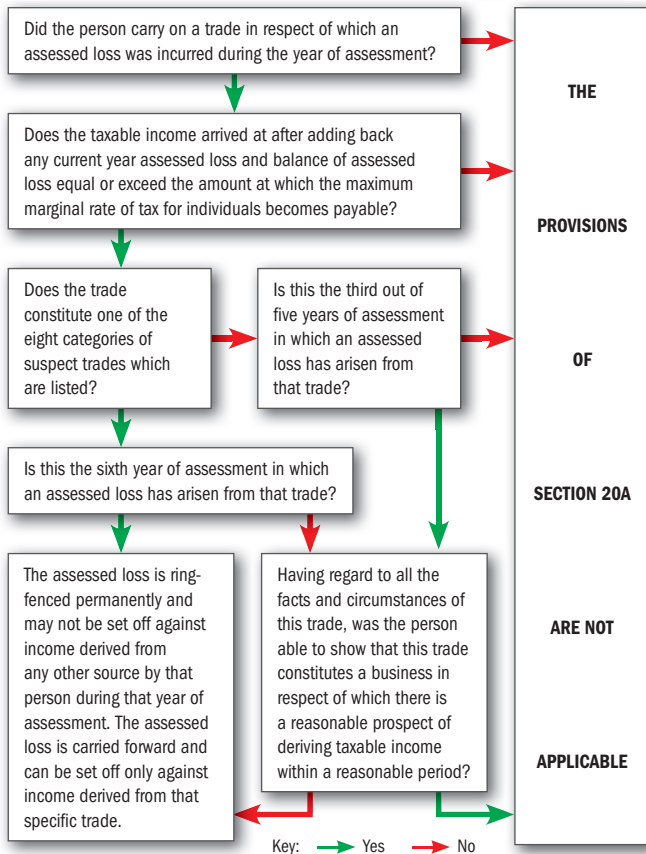 Did the person carry on a trade in respect of which an
assessed loss was incurred during the year of assessment?
Does the taxable income arrived at after adding back
any current year assessed loss and balance of assessed
loss equal or exceed the amount at which the maximum
marginal rate of tax for individuals becomes payable?
Does the trade
constitute one of the
eight categories of
suspect trades which
are listed?
Is this the third out of
five years of assessment
in which an assessed
loss has arisen from
that trade?
Is this the sixth year of assessment in which
an assessed loss has arisen from that trade?
The assessed loss is ring-
fenced permanently and
may not be set off against
income derived from
any other source by that
person during that year of
assessment. The assessed
loss is carried forward and
can be set off only against
income derived from that
specific trade.
Having regard to all the
facts and circumstances of
this trade, was the person
able to show that this trade
constitutes a business in
respect of which there is
a reasonable prospect of
deriving taxable income
within a reasonable period?
THE
PROVISIONS
OF
SECTION 20A
ARE NOT
APPLICABLE
Key: Yes No